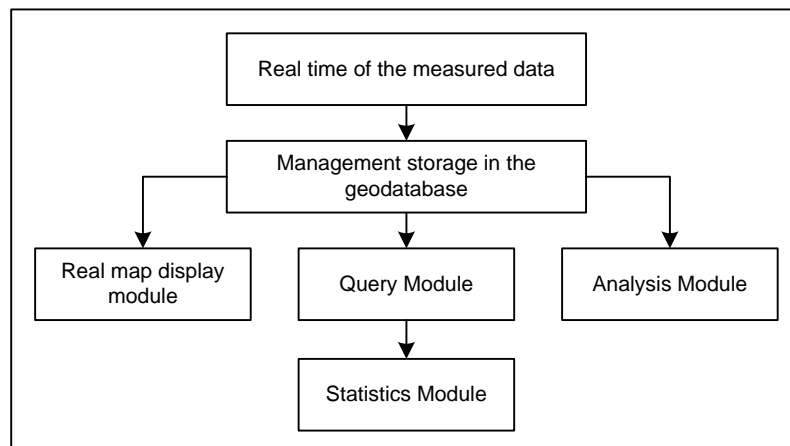 Real time of the measured data
Management storage in the
geodatabase
Real map display
module
Query Module
Analysis Module
Statistics Module